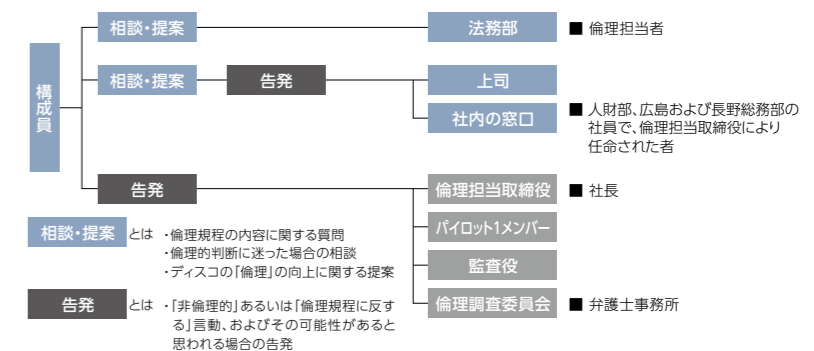 相談・提案
法務部
■ 倫理担当者
構成員
相談・提案
告発
上司
社内の窓口
■ 人財部、広島および長野総務部の
社員で、倫理担当取締役により
任命された者
告発
倫理担当取締役
■ 社長
パイロット1メンバー
監査役
倫理調査委員会
■ 弁護士事務所
相談・提案 とは ・倫理規程の内容に関する質問
・倫理的判断に迷った場合の相談
・ディスコの「倫理」の向上に関する提案
告発 とは ・「非倫理的」あるいは「倫理規程に反す
る」言動、およびその可能性があると
思われる場合の告発